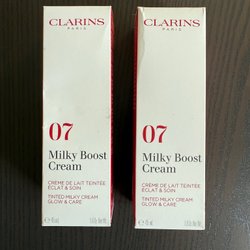 CLARINS
PARIS
07
Milky Boost
Cream
CRÈME DE LAIT TEINTÉE
ÉCLAT & SOIN
TINTED MILKY CREAM
GLOW & CARE
CLARINS
PARIS
07
Milky Boost
Cream
CRÈME DE LAIT TEINTÉE
ÉCLAT & SOIN
TINTED MILKY CREAM
GLOW & CARE